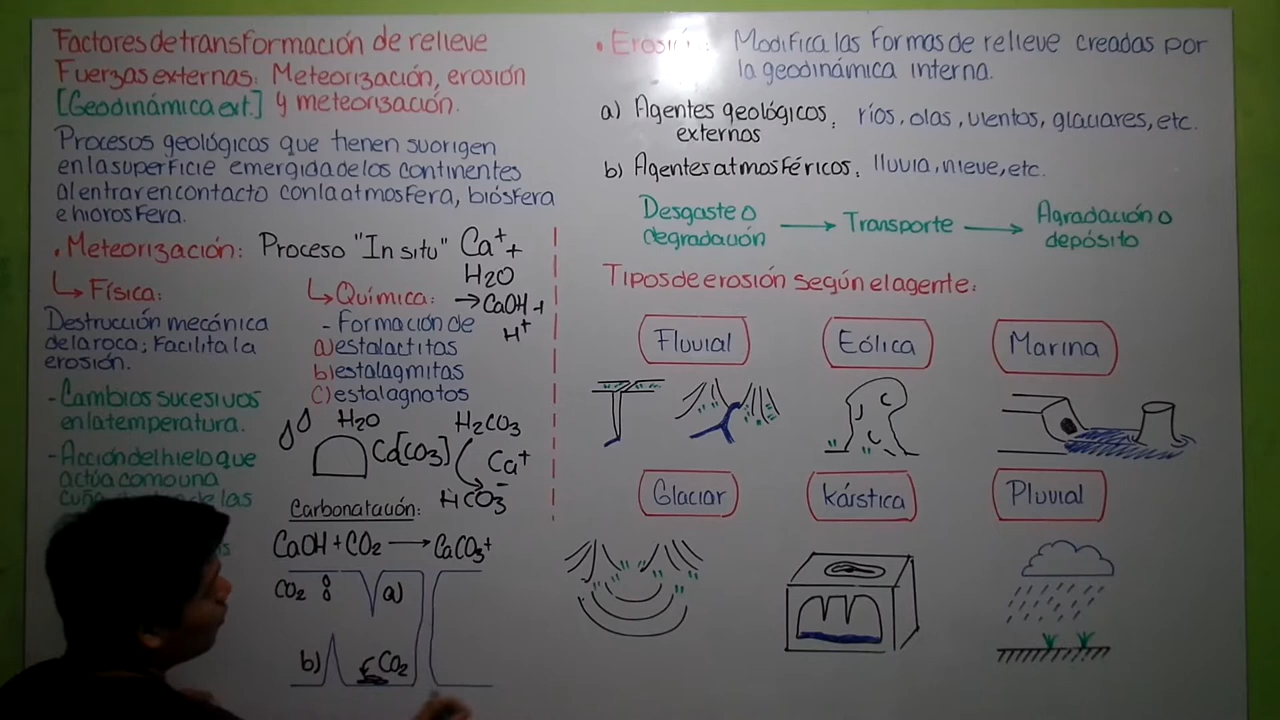 Factores de transformación de relieve
Fuerzas externas: Meteorización, erosión
[Geodinámica ext.] y meteorización.
Procesos geológicos que tienen su origen
en la superficie emergida de los continentes
al entrar en contacto con la atmosfera, biósfera
e hidrosfera.
• Meteorización: Proceso "In situ" Ca⁺ +
H2O
→ CaOH +
H⁺
↳ Física:
Destrucción mecánica
de la roca; Facilita la
erosión.
- Cambios sucesivos
en la temperatura.
- Acción del hielo que
actúa como una
cuña
las
↳ Química:
- Formación de
a) estalactitas
b) estalagmitas
c) estalagnatos
H2O
H2CO3
Ca[CO3]
Ca⁺
HCO3⁻
Carbonatación:
CaOH + CO2 → CaCO3 +
CO2 8 a)
b) CO2
• Erosión: Modifica las formas de relieve creadas por
la geodinámica interna.
a) Agentes geológicos: ríos, olas, vientos, glaciares, etc.
externos
b) Agentes atmosféricos: lluvia, nieve, etc.
Desgaste o
degradación → Transporte → Agradación o
depósito
Tipos de erosión según el agente:
Fluvial Eólica Marina
Glaciar Kárstica Pluvial